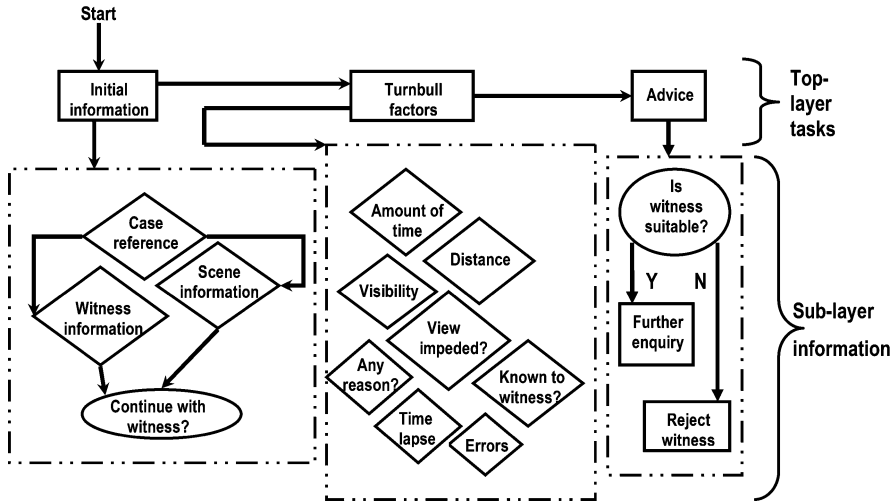 Start
Initial
information
Turnbull
factors
Advice
Top-
layer
tasks
Case
reference
Scene
information
Witness
information
Continue with
witness?
Amount of
time
Distance
Visibility
View
impeded?
Any
reason?
Known to
witness?
Time
lapse
Errors
Is
witness
suitable?
Y
N
Further
enquiry
Reject
witness
Sub-layer
information